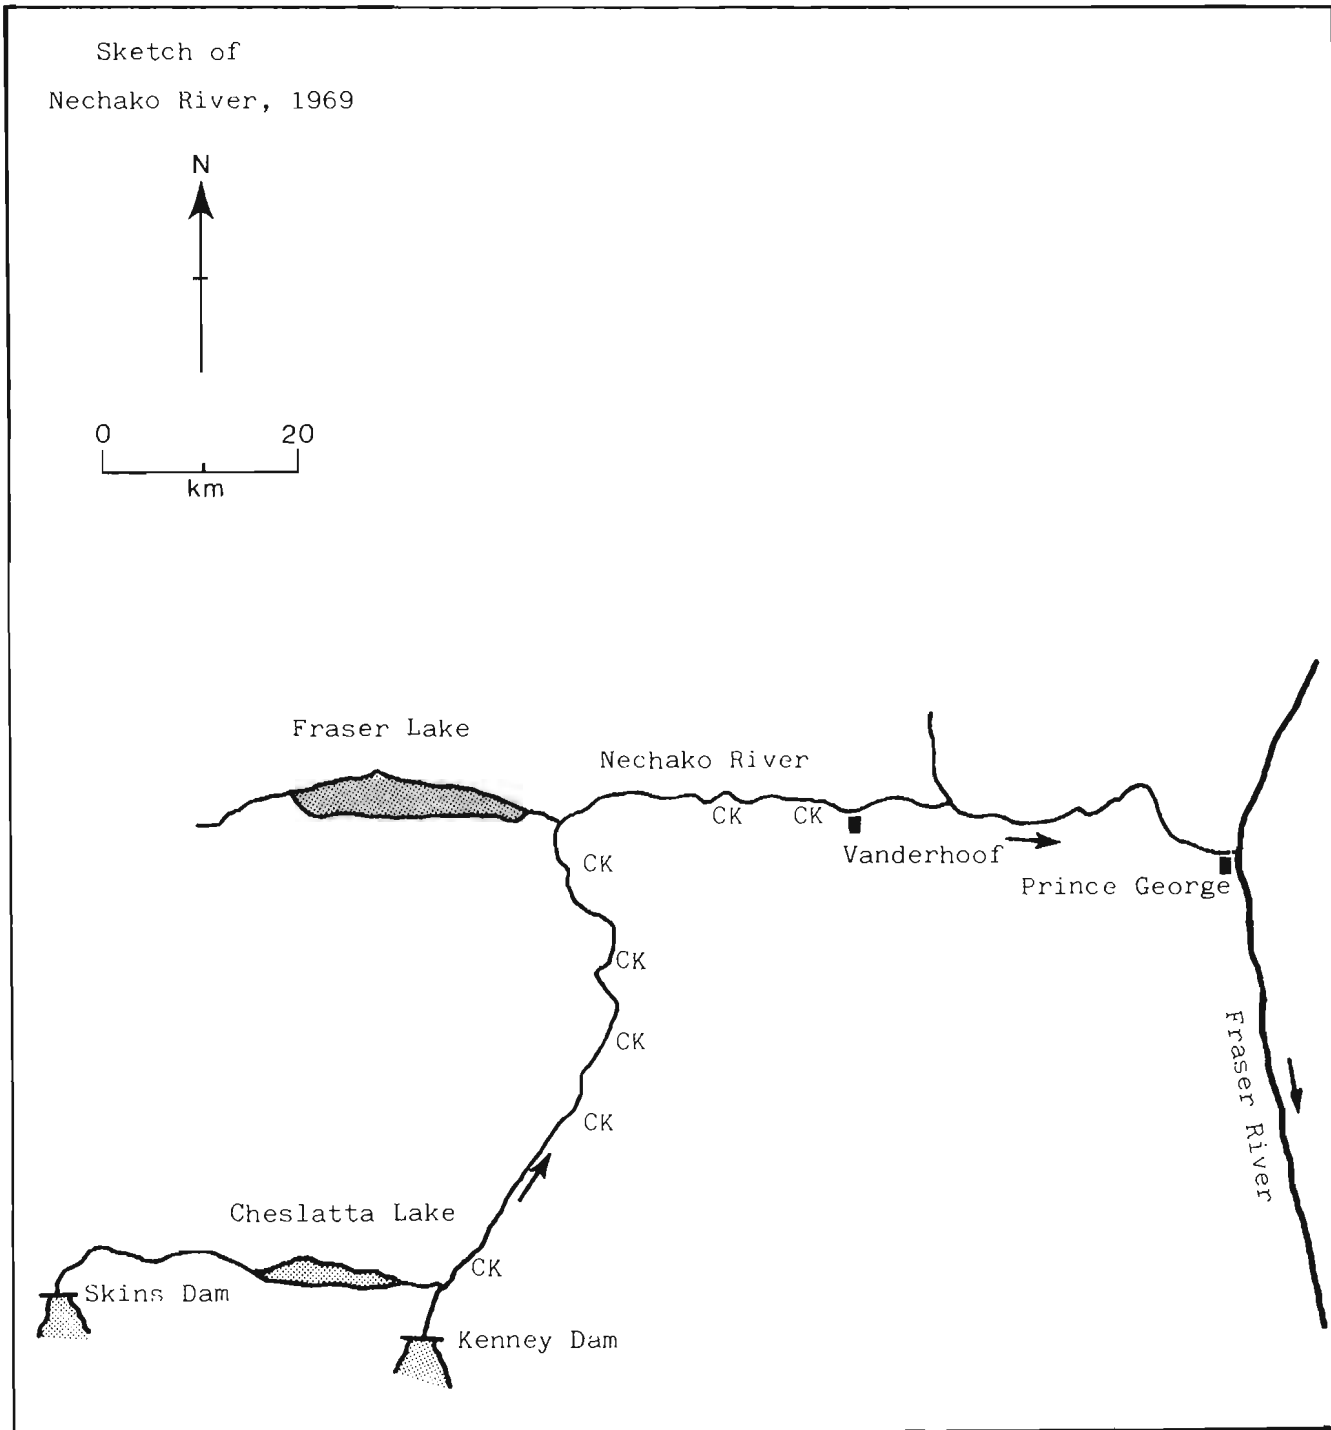 Sketch of
Nechako River, 1969
N
0 20
km
Fraser Lake
Nechako River
CK CK
Vanderhoof
Prince George
CK
CK
CK
CK
Fraser River
Cheslatta Lake
CK
Skins Dam
Kenney Dam